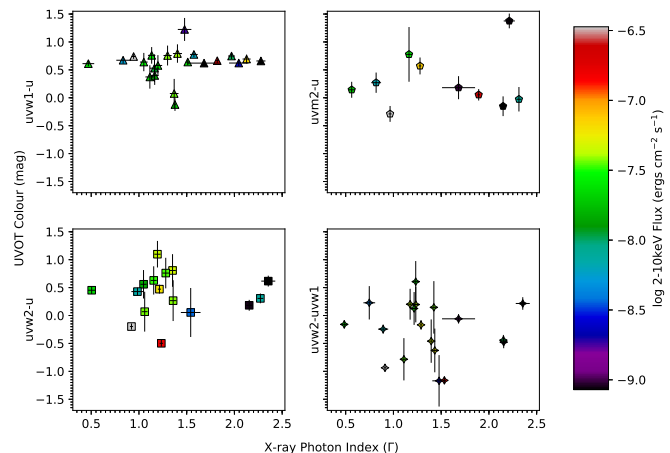 1.5
1.0
0.5
0.0
−0.5
−1.0
−1.5
uvw1-u
uvm2-u
1.5
1.0
0.5
0.0
−0.5
−1.0
−1.5
uvw2-u
uvw2-uvw1
UVOT Colour (mag)
0.5 1.0 1.5 2.0 2.5
0.5 1.0 1.5 2.0 2.5
X-ray Photon Index (Γ)
−6.5
−7.0
−7.5
−8.0
−8.5
−9.0
log 2-10keV Flux (ergs cm⁻² s⁻¹)